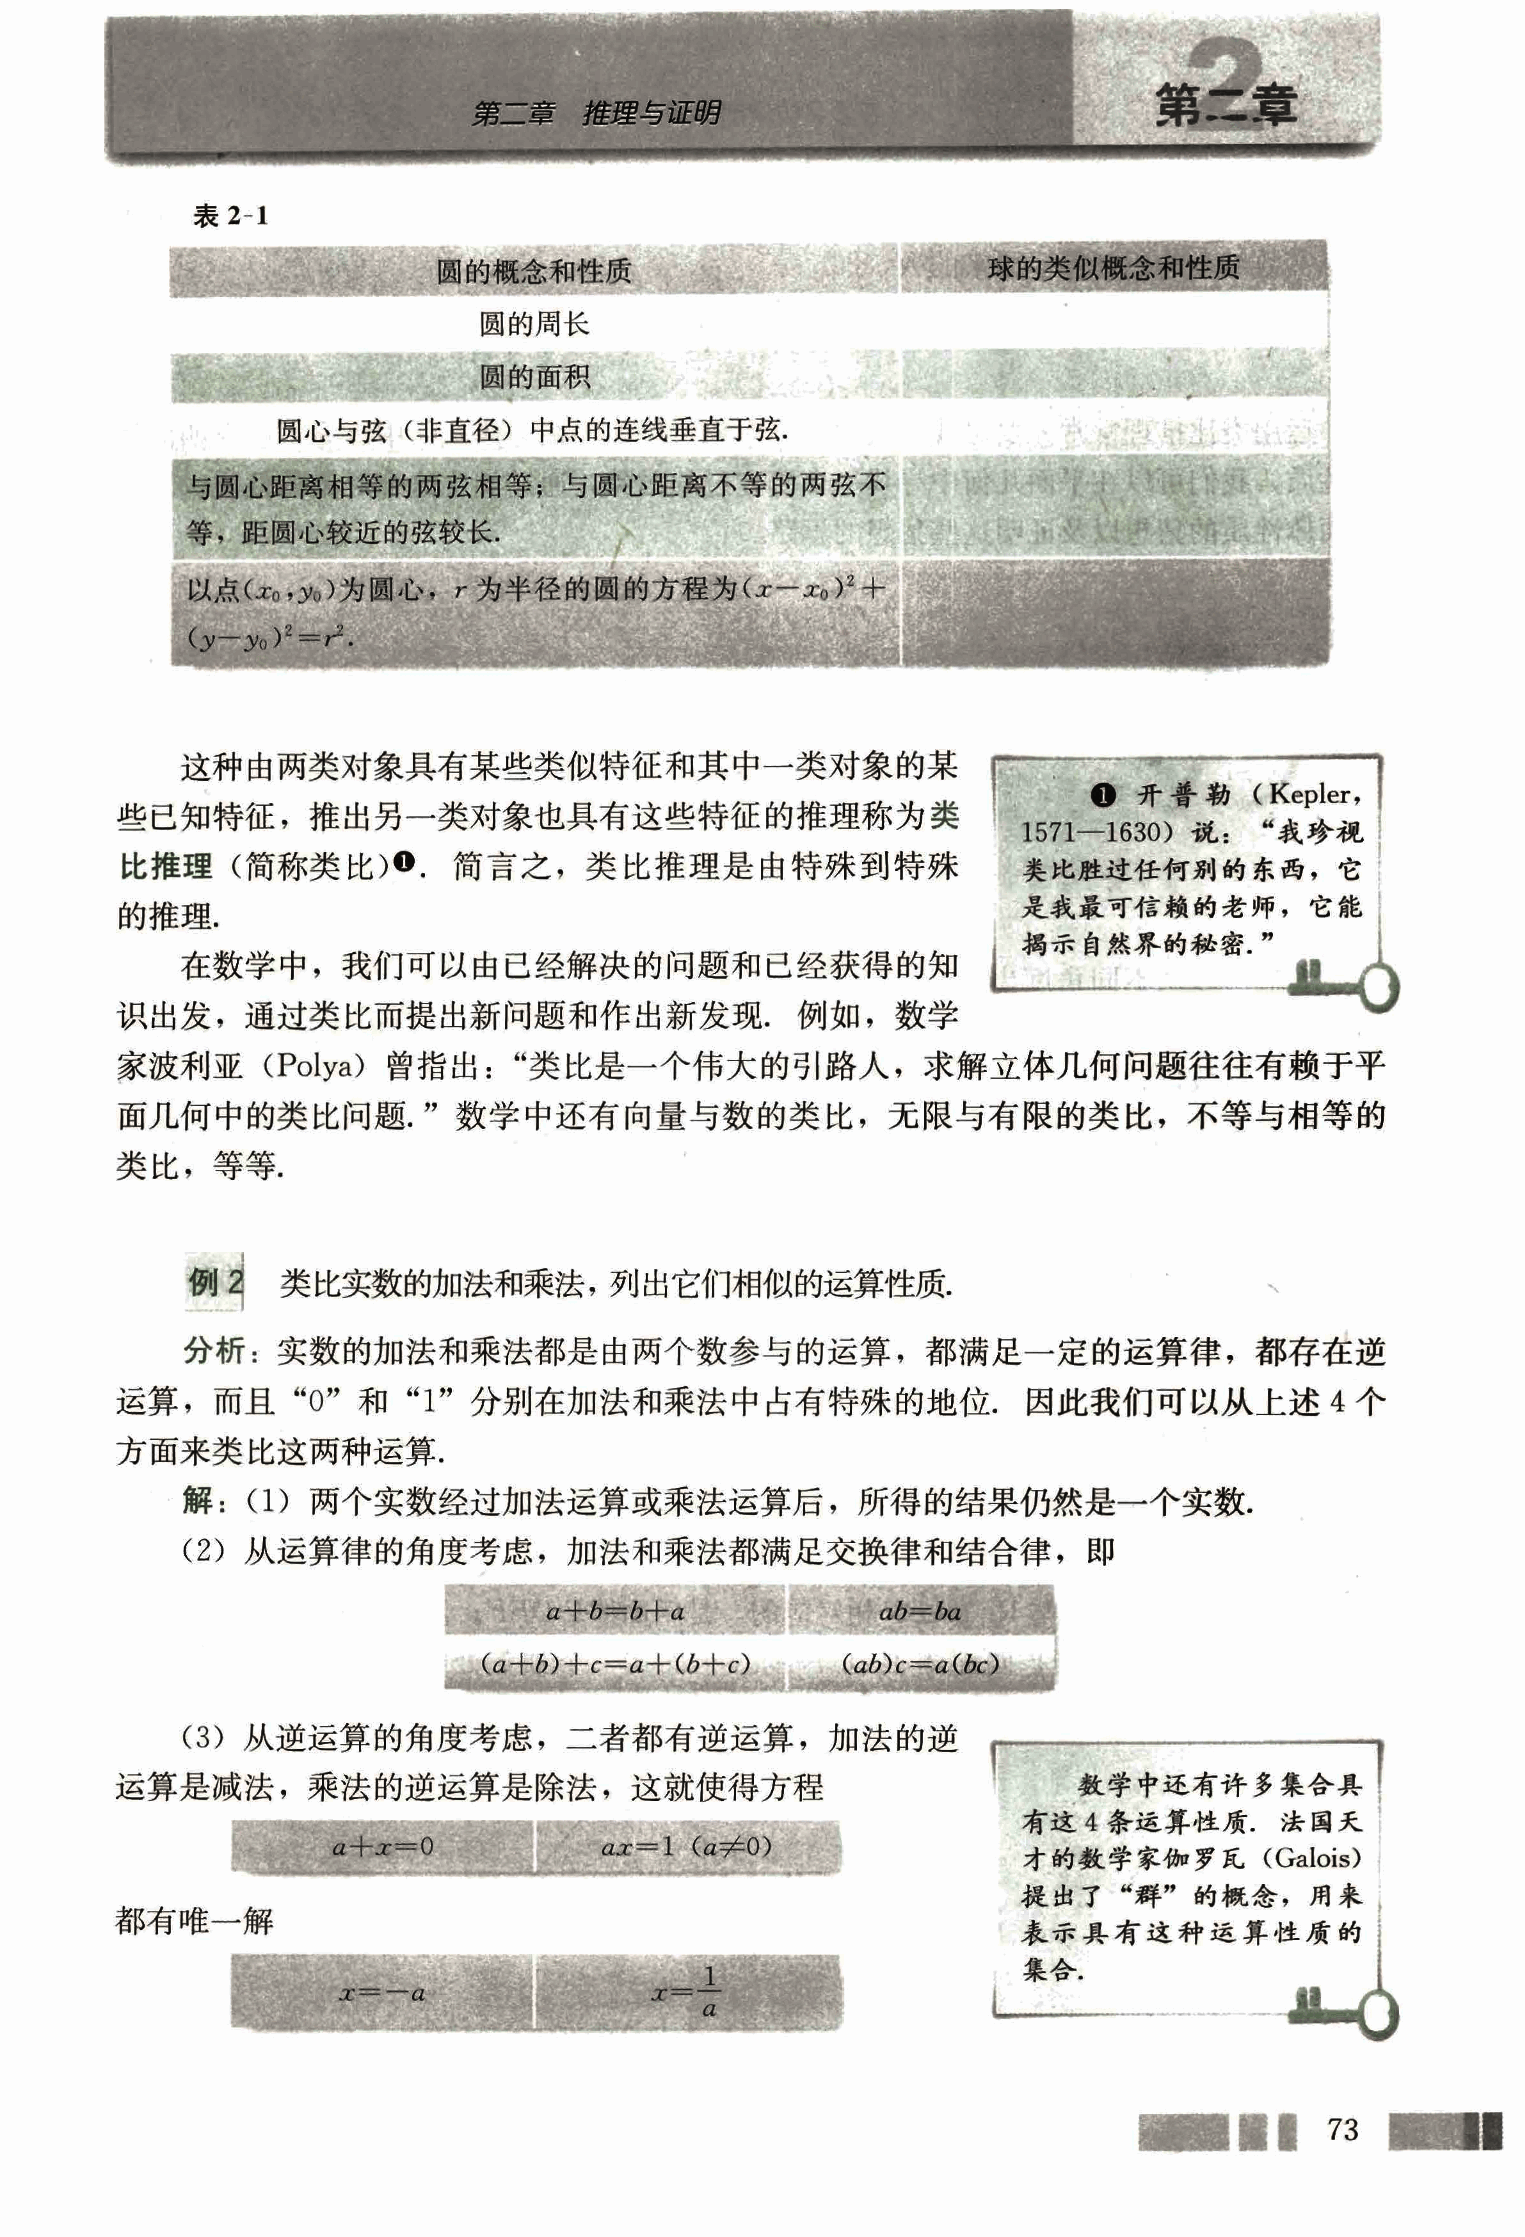 第二章 推理与证明
第二章
表 2-1
圆的概念和性质 球的类似概念和性质
圆的周长
圆的面积
圆心与弦（非直径）中点的连线垂直于弦.
与圆心距离相等的两弦相等；与圆心距离不等的两弦不
等，距圆心较近的弦较长.
以点(x₀,y₀)为圆心，r 为半径的圆的方程为(x−x₀)²+
(y−y₀)²=r².
这种由两类对象具有某些类似特征和其中一类对象的某
些已知特征，推出另一类对象也具有这些特征的推理称为类
比推理（简称类比）❶. 简言之，类比推理是由特殊到特殊
的推理.
❶ 开普勒（Kepler，
1571—1630）说：“我珍视
类比胜过任何别的东西，它
是我最可信赖的老师，它能
揭示自然界的秘密.”
在数学中，我们可以由已经解决的问题和已经获得的知
识出发，通过类比而提出新问题和作出新发现. 例如，数学
家波利亚（Polya）曾指出：“类比是一个伟大的引路人，求解立体几何问题往往有赖于平
面几何中的类比问题.”数学中还有向量与数的类比，无限与有限的类比，不等与相等的
类比，等等.
例 2 类比实数的加法和乘法，列出它们相似的运算性质.
分析：实数的加法和乘法都是由两个数参与的运算，都满足一定的运算律，都存在逆
运算，而且“0”和“1”分别在加法和乘法中占有特殊的地位. 因此我们可以从上述 4 个
方面来类比这两种运算.
解：（1）两个实数经过加法运算或乘法运算后，所得的结果仍然是一个实数.
（2）从运算律的角度考虑，加法和乘法都满足交换律和结合律，即
a+b=b+a ab=ba
(a+b)+c=a+(b+c) (ab)c=a(bc)
（3）从逆运算的角度考虑，二者都有逆运算，加法的逆
运算是减法，乘法的逆运算是除法，这就使得方程
a+x=0 ax=1（a≠0）
都有唯一解
x=−a x=1/a
数学中还有许多集合具
有这 4 条运算性质. 法国天
才的数学家伽罗瓦（Galois）
提出了“群”的概念，用来
表示具有这种运算性质的
集合.
73